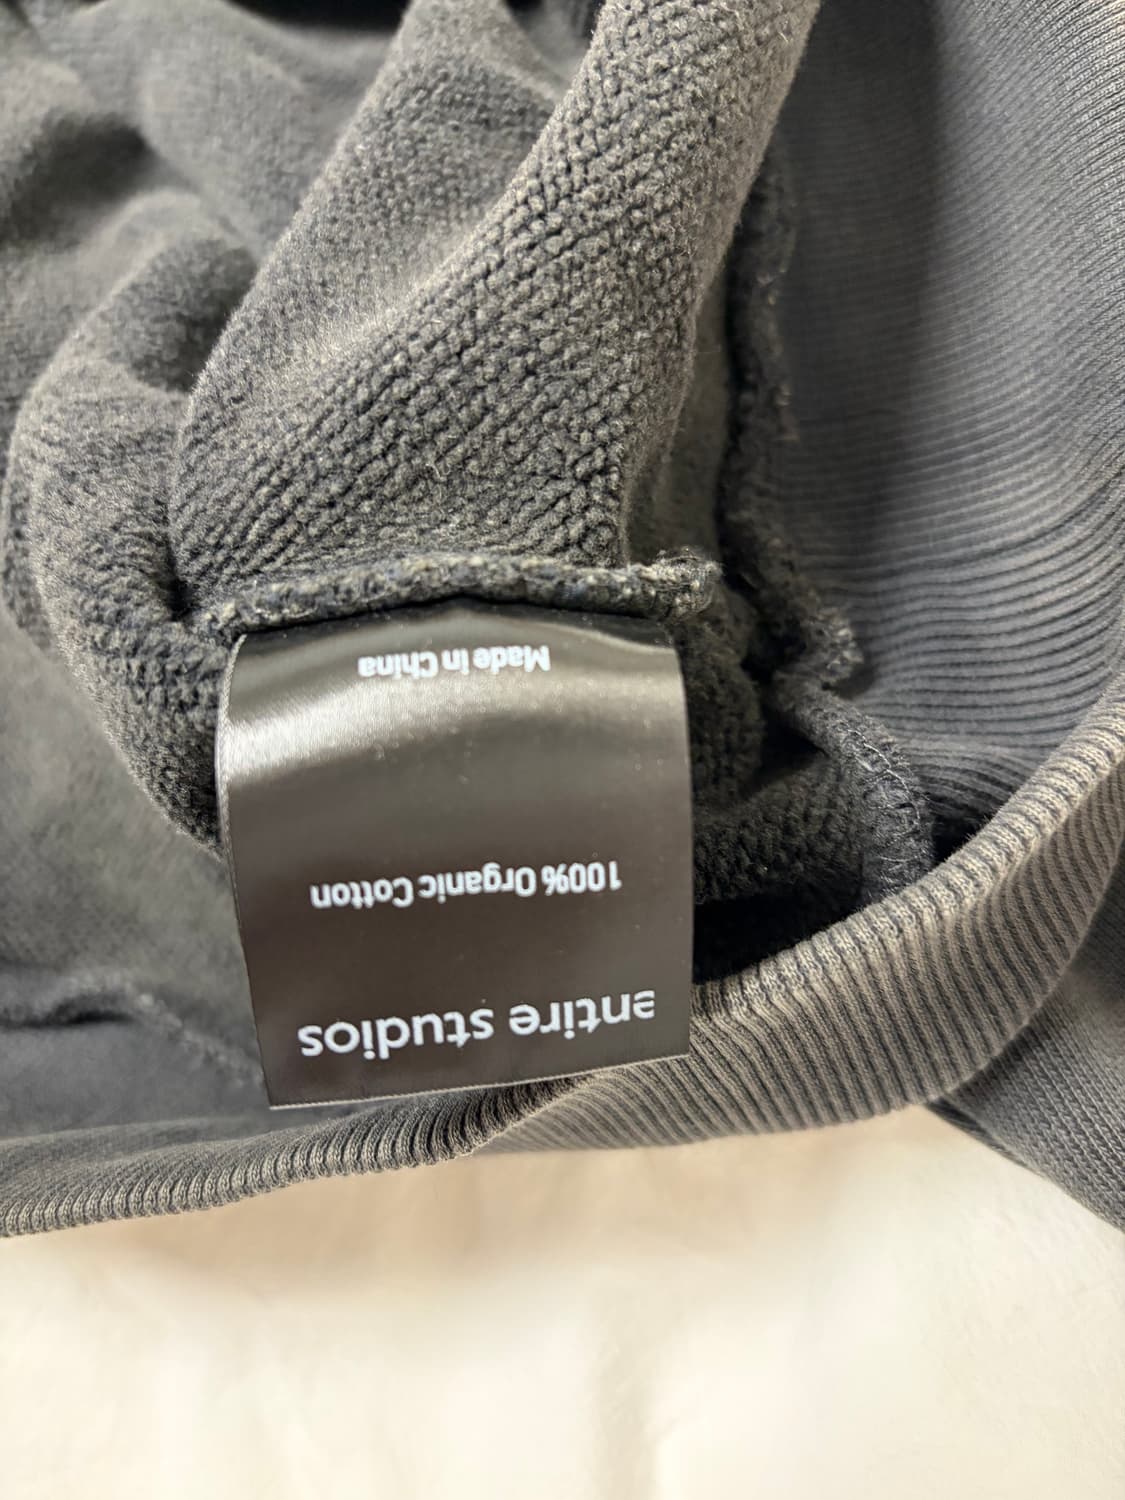 entire studios
100% Organic Cotton
Made in China